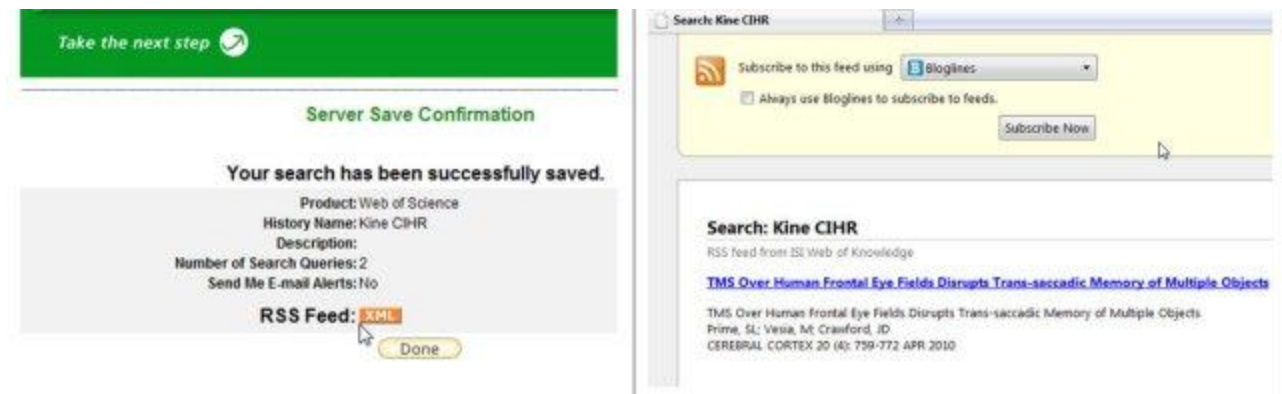 Take the next step
Server Save Confirmation
Your search has been successfully saved.
Product: Web of Science
History Name: Kine CIHR
Description:
Number of Search Queries: 2
Send Me E-mail Alerts: No
RSS Feed: XML
Done
Search: Kine CIHR
Subscribe to this feed using Bloglines
Always use Bloglines to subscribe to feeds.
Subscribe Now
Search: Kine CIHR
RSS feed from ISI Web of Knowledge
TMS Over Human Frontal Eye Fields Disrupts Trans-saccadic Memory of Multiple Objects
TMS Over Human Frontal Eye Fields Disrupts Trans-saccadic Memory of Multiple Objects
Prime, SL; Vesia, M; Crawford, JD
CEREBRAL CORTEX 20 (4): 759-772 APR 2010